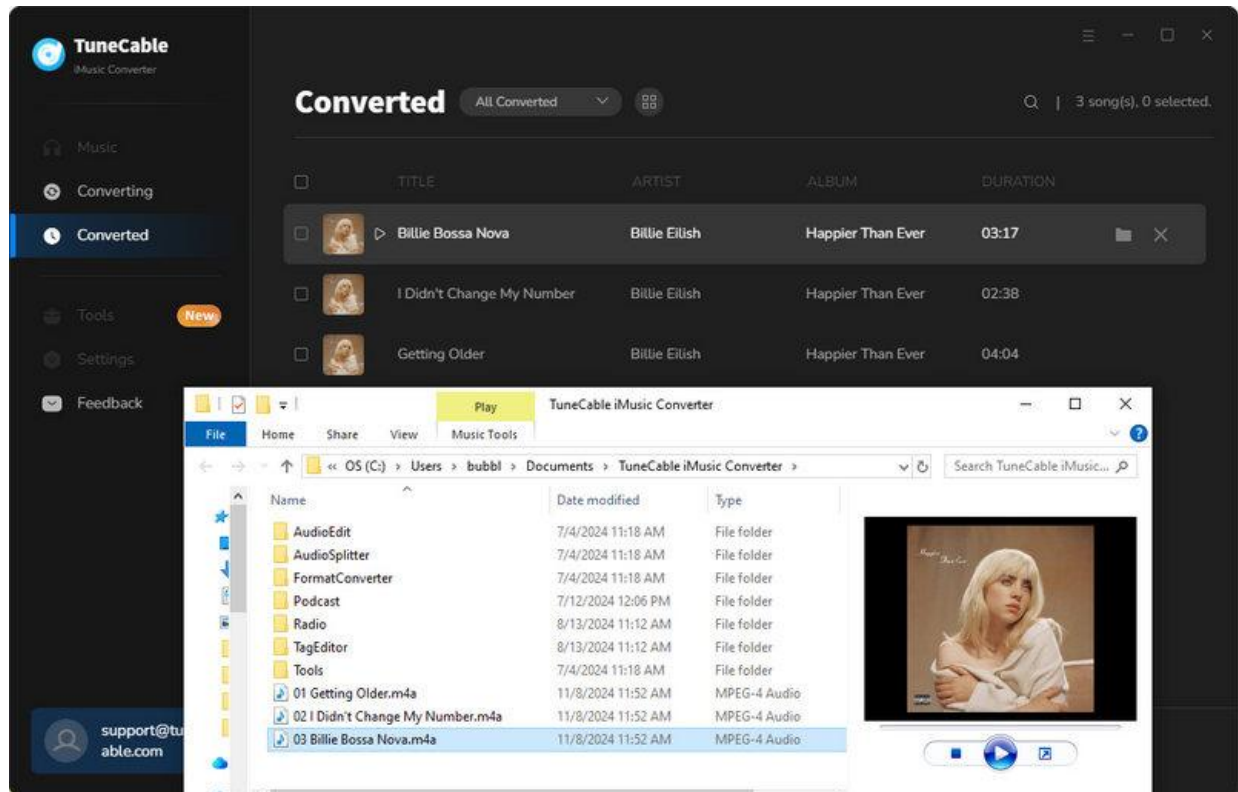 TuneCable
iMusic Converter
Converted All Converted
3 song(s), 0 selected.
Music
Converting
Converted
Tools New
Settings
Feedback
TITLE ARTIST ALBUM DURATION
Billie Bossa Nova Billie Eilish Happier Than Ever 03:17
I Didn't Change My Number Billie Eilish Happier Than Ever 02:38
Getting Older Billie Eilish Happier Than Ever 04:04
support@tu
able.com
Play TuneCable iMusic Converter
File Home Share View Music Tools
« OS (C:) › Users › bubbl › Documents › TuneCable iMusic Converter › Search TuneCable iMusic...
Name Date modified Type
AudioEdit 7/4/2024 11:18 AM File folder
AudioSplitter 7/4/2024 11:18 AM File folder
FormatConverter 7/4/2024 11:18 AM File folder
Podcast 7/12/2024 12:06 PM File folder
Radio 8/13/2024 11:12 AM File folder
TagEditor 8/13/2024 11:12 AM File folder
Tools 7/4/2024 11:18 AM File folder
01 Getting Older.m4a 11/8/2024 11:52 AM MPEG-4 Audio
02 I Didn't Change My Number.m4a 11/8/2024 11:52 AM MPEG-4 Audio
03 Billie Bossa Nova.m4a 11/8/2024 11:52 AM MPEG-4 Audio
Happier
Than Ever